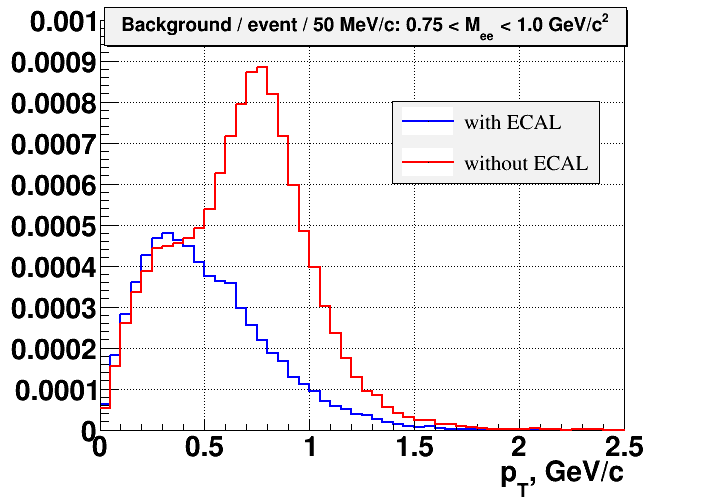 Background / event / 50 MeV/c: 0.75 < M_ee < 1.0 GeV/c²
0.001
0.0009
0.0008
0.0007
0.0006
0.0005
0.0004
0.0003
0.0002
0.0001
0
with ECAL
without ECAL
0 0.5 1 1.5 2 2.5
p_T, GeV/c